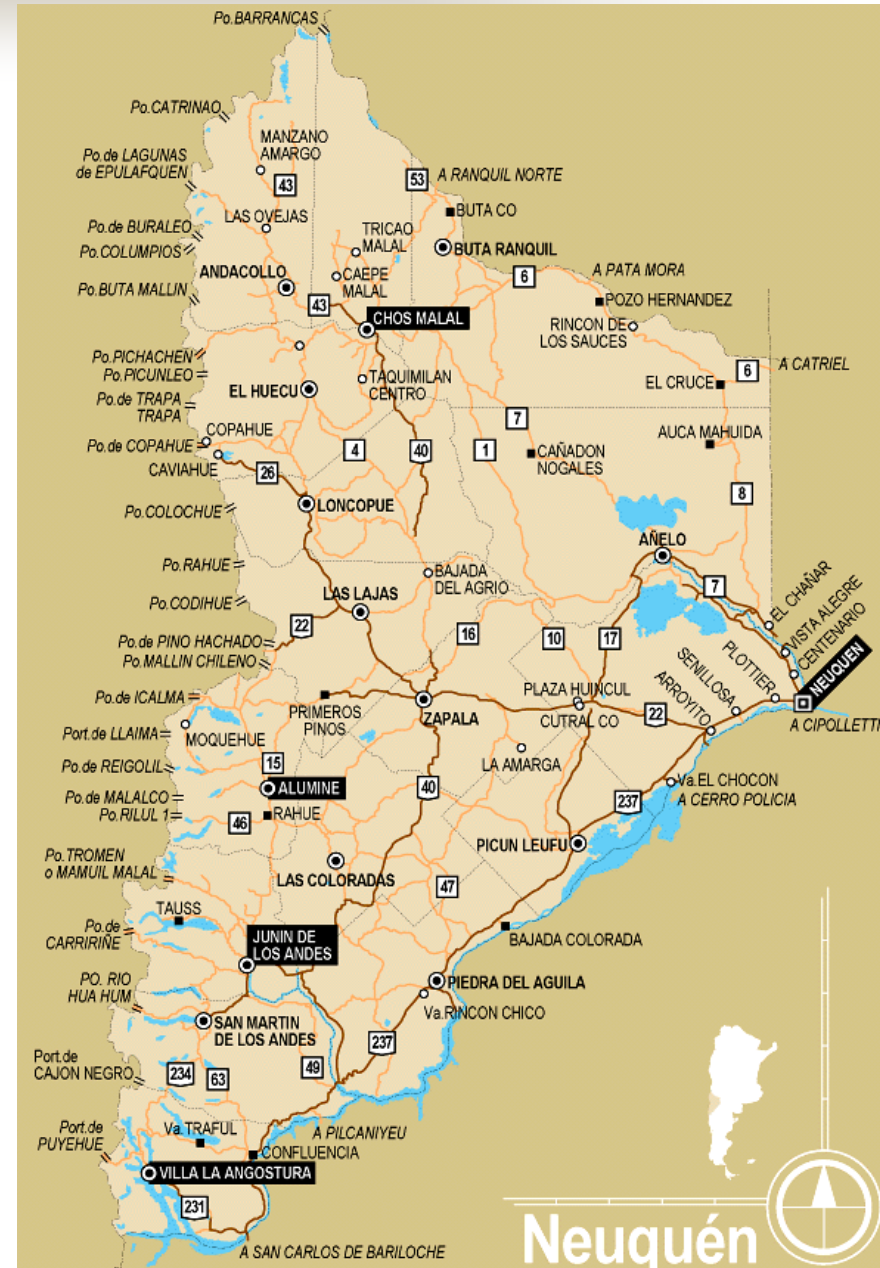 Po.BARRANCAS
Po.CATRINAO
MANZANO
AMARGO
Po.de LAGUNAS
de EPULAFQUEN
43
53
A RANQUIL NORTE
BUTA CO
LAS OVEJAS
Po.de BURALEO
Po.COLUMPIOS
TRICAO
MALAL
BUTA RANQUIL
ANDACOLLO
CAEPE
MALAL
6
A PATA MORA
Po.BUTA MALLIN
43
POZO HERNANDEZ
CHOS MALAL
RINCON DE
LOS SAUCES
Po.PICHACHEN
Po.PICUNLEO
A CATRIEL
6
EL HUECU
TAQUIMILAN
CENTRO
EL CRUCE
Po.de TRAPA
TRAPA
7
COPAHUE
AUCA MAHUIDA
Po.de COPAHUE
4
40
1
CAÑADON
NOGALES
CAVIAHUE
26
8
LONCOPUE
Po.COLOCHUE
AÑELO
Po.RAHUE
BAJADA
DEL AGRIO
7
EL CHAÑAR
LAS LAJAS
Po.CODIHUE
VISTA ALEGRE
CENTENARIO
22
16
10
17
Po.de PINO HACHADO
Po.MALLIN CHILENO
PLOTTIER
NEUQUEN
SENILLOSA
ARROYITO
Po.de ICALMA
PRIMEROS
PINOS
ZAPALA
PLAZA HUINCUL
CUTRAL CO
22
A CIPOLLETTI
Port.de LLAIMA
MOQUEHUE
15
LA AMARGA
Po.de REIGOLIL
Va.EL CHOCON
A CERRO POLICIA
ALUMINE
40
237
Po.de MALALCO
Po.RILUL 1
46
RAHUE
PICUN LEUFU
Po.TROMEN
o MAMUIL MALAL
LAS COLORADAS
47
TAUSS
Po.de
CARRIRIÑE
JUNIN DE
LOS ANDES
BAJADA COLORADA
PO. RIO
HUA HUM
PIEDRA DEL AGUILA
Va.RINCON CHICO
SAN MARTIN
DE LOS ANDES
237
Port.de
CAJON NEGRO
234
63
49
Port.de
PUYEHUE
Va.TRAFUL
A PILCANIYEU
CONFLUENCIA
VILLA LA ANGOSTURA
231
A SAN CARLOS DE BARILOCHE
Neuquén